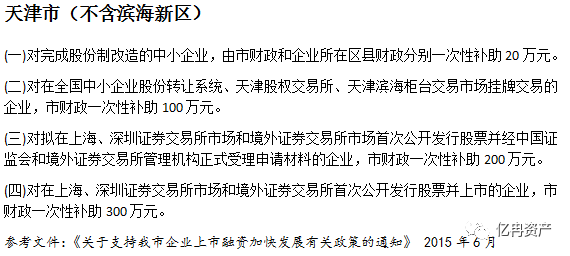 天津市（不含滨海新区）
(一)对完成股份制改造的中小企业，由市财政和企业所在区县财政分别一次性补助 20 万元。
(二)对在全国中小企业股份转让系统、天津股权交易所、天津滨海柜台交易市场挂牌交易的
企业，市财政一次性补助 100 万元。
(三)对拟在上海、深圳证券交易所市场和境外证券交易所市场首次公开发行股票并经中国证
监会和境外证券交易所管理机构正式受理申请材料的企业，市财政一次性补助 200 万元。
(四)对在上海、深圳证券交易所市场和境外证券交易所首次公开发行股票并上市的企业，市
财政一次性补助 300 万元。
参考文件:《关于支持我市企业上市融资加快发展有关政策的通知》 2015 年 6 月
亿冉资产